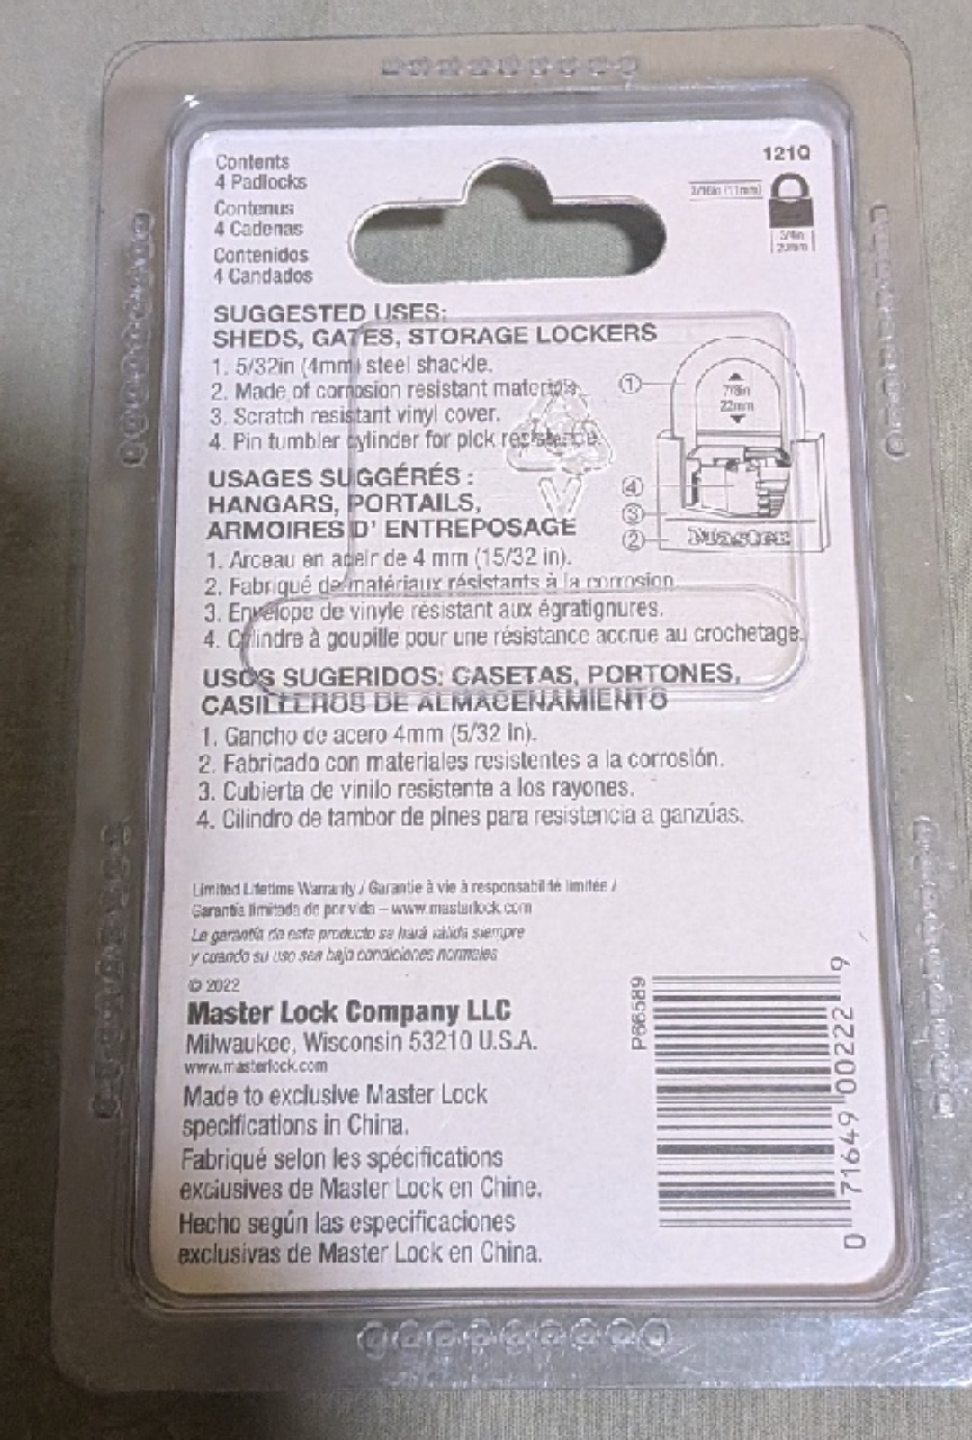 Contents
4 Padlocks
Contenus
4 Cadenas
Contenidos
4 Candados
121Q
3/4in
20mm
SUGGESTED USES:
SHEDS, GATES, STORAGE LOCKERS
1. 5/32in (4mm) steel shackle.
2. Made of corrosion resistant materials.
3. Scratch resistant vinyl cover.
4. Pin tumbler cylinder for pick resistance.
1
7/8in
22mm
4
3
2
Master
USAGES SUGGÉRÉS :
HANGARS, PORTAILS,
ARMOIRES D' ENTREPOSAGE
1. Arceau en aceir de 4 mm (15/32 in).
2. Fabriqué de matériaux résistants à la corrosion
3. Envelope de vinyle résistant aux égratignures.
4. Cylindre à goupille pour une résistance accrue au crochetage.
USOS SUGERIDOS: CASETAS, PORTONES,
CASILLEROS DE ALMACENAMIENTO
1. Gancho de acero 4mm (5/32 in).
2. Fabricado con materiales resistentes a la corrosión.
3. Cubierta de vinilo resistente a los rayones.
4. Cilindro de tambor de pines para resistencia a ganzúas.
Limited Lifetime Warranty / Garantie à vie à responsabilité limitée /
Garantía limitada de por vida – www.masterlock.com
La garantía de este producto se hará válida siempre
y cuando su uso sea bajo condiciones normales
© 2022
Master Lock Company LLC
Milwaukee, Wisconsin 53210 U.S.A.
www.masterlock.com
Made to exclusive Master Lock
specifications in China.
Fabriqué selon les spécifications
exclusives de Master Lock en Chine.
Hecho según las especificaciones
exclusivas de Master Lock en China.
P66589
0 71649 00222 9